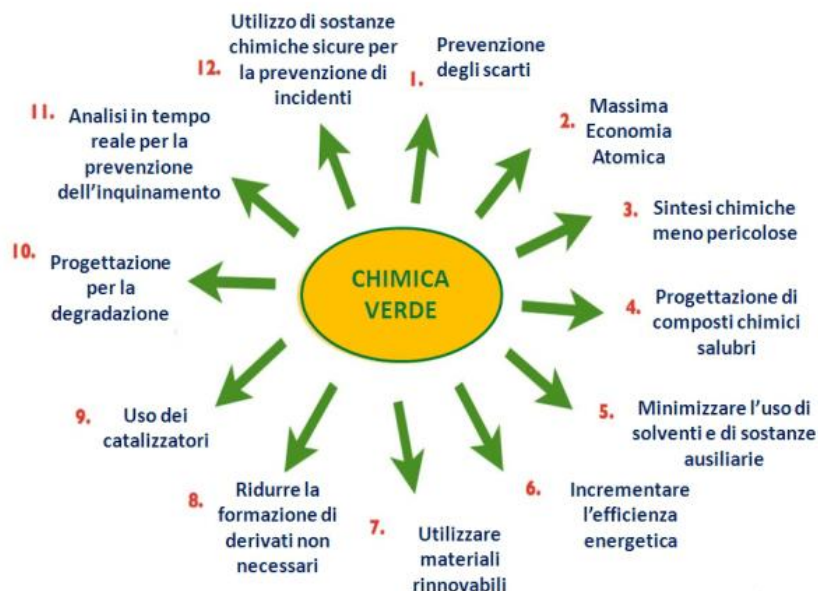 CHIMICA
VERDE
1. Prevenzione
degli scarti
2. Massima
Economia
Atomica
3. Sintesi chimiche
meno pericolose
4. Progettazione di
composti chimici
salubri
5. Minimizzare l'uso di
solventi e di sostanze
ausiliarie
6. Incrementare
l'efficienza
energetica
7. Utilizzare
materiali
rinnovabili
8. Ridurre la
formazione di
derivati non
necessari
9. Uso dei
catalizzatori
10. Progettazione
per la
degradazione
11. Analisi in tempo
reale per la
prevenzione
dell'inquinamento
12. Utilizzo di sostanze
chimiche sicure per
la prevenzione di
incidenti